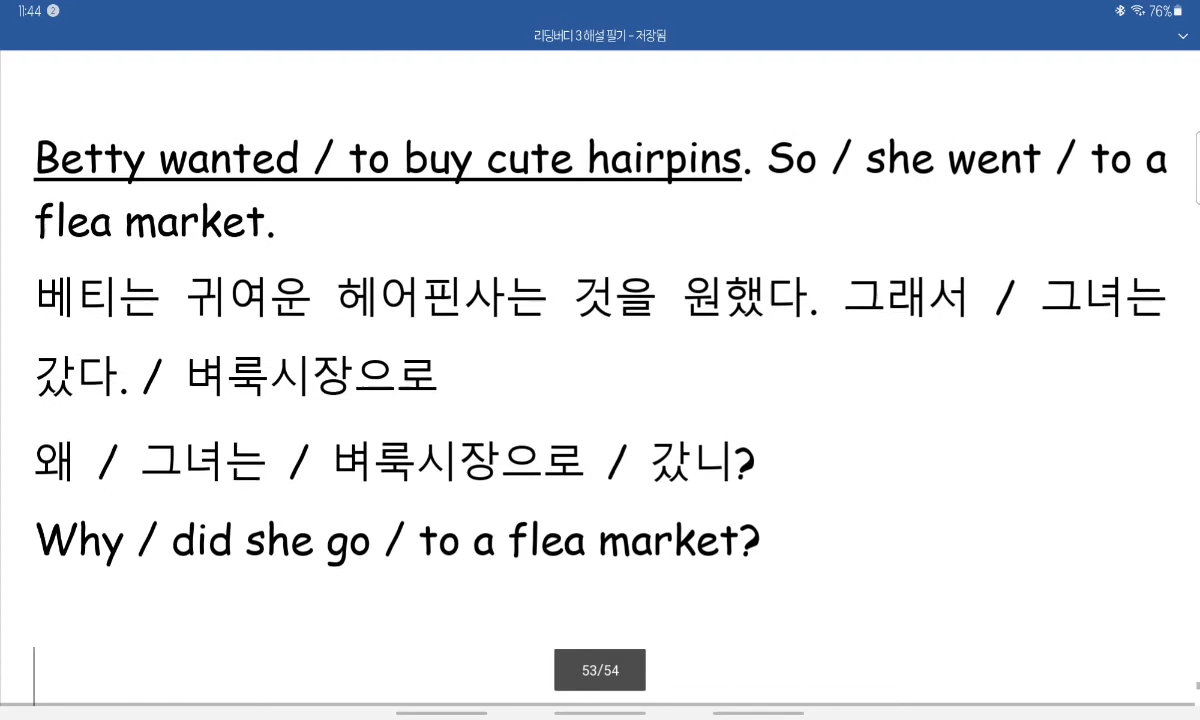 11:44 2 76%
리딩버디 3 해설 필기 - 저장됨
Betty wanted / to buy cute hairpins. So / she went / to a
flea market.
베티는 귀여운 헤어핀사는 것을 원했다. 그래서 / 그녀는
갔다. / 벼룩시장으로
왜 / 그녀는 / 벼룩시장으로 / 갔니?
Why / did she go / to a flea market?
53/54